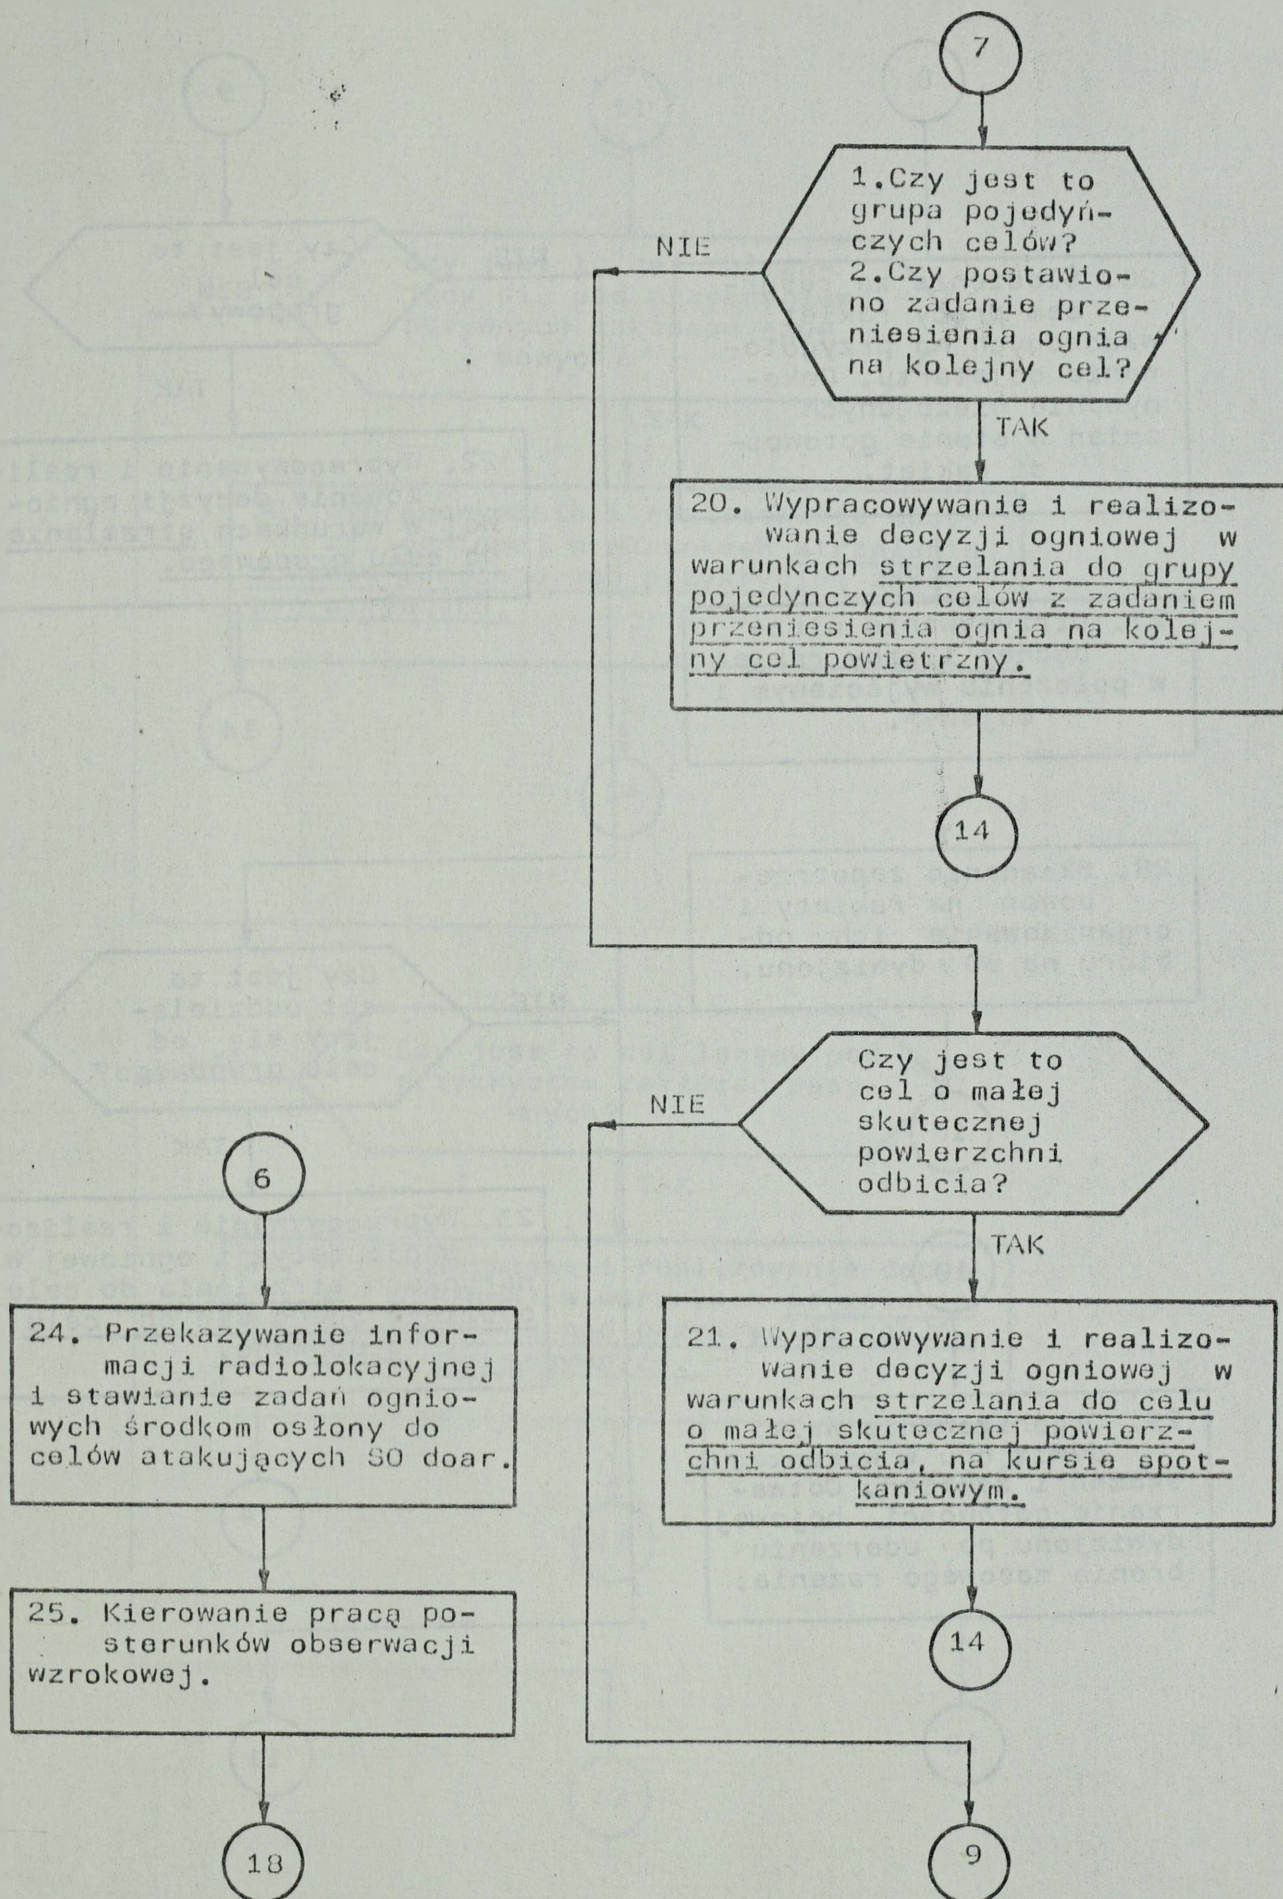 7
1.Czy jest to
grupa pojedyń-
czych celów?
2.Czy postawio-
no zadanie prze-
niesienia ognia
na kolejny cel?
NIE
TAK
20. Wypracowywanie i realizo-
wanie decyzji ogniowej w
warunkach strzelania do grupy
pojedynczych celów z zadaniem
przeniesienia ognia na kolej-
ny cel powietrzny.
14
Czy jest to
cel o małej
skutecznej
powierzchni
odbicia?
NIE
TAK
21. Wypracowywanie i realizo-
wanie decyzji ogniowej w
warunkach strzelania do celu
o małej skutecznej powierz-
chni odbicia, na kursie spot-
kaniowym.
14
9
6
24. Przekazywanie infor-
macji radiolokacyjnej
i stawianie zadań ognio-
wych środkom osłony do
celów atakujących SO doar.
25. Kierowanie pracą po-
sterunków obserwacji
wzrokowej.
18